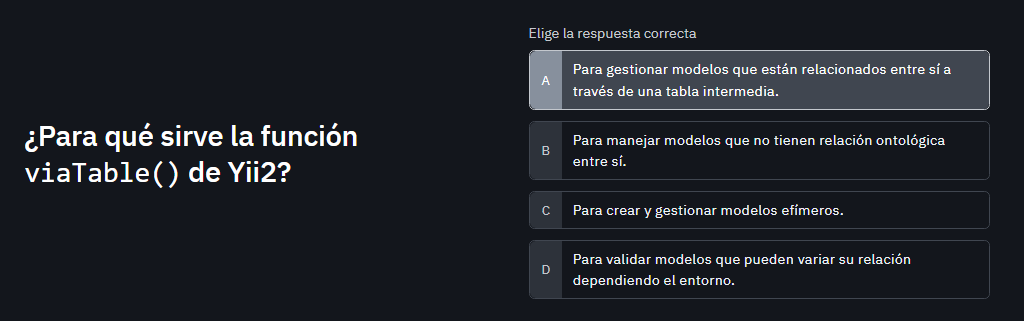 Elige la respuesta correcta
¿Para qué sirve la función
viaTable() de Yii2?
A
Para gestionar modelos que están relacionados entre sí a
través de una tabla intermedia.
B
Para manejar modelos que no tienen relación ontológica
entre sí.
C
Para crear y gestionar modelos efímeros.
D
Para validar modelos que pueden variar su relación
dependiendo el entorno.